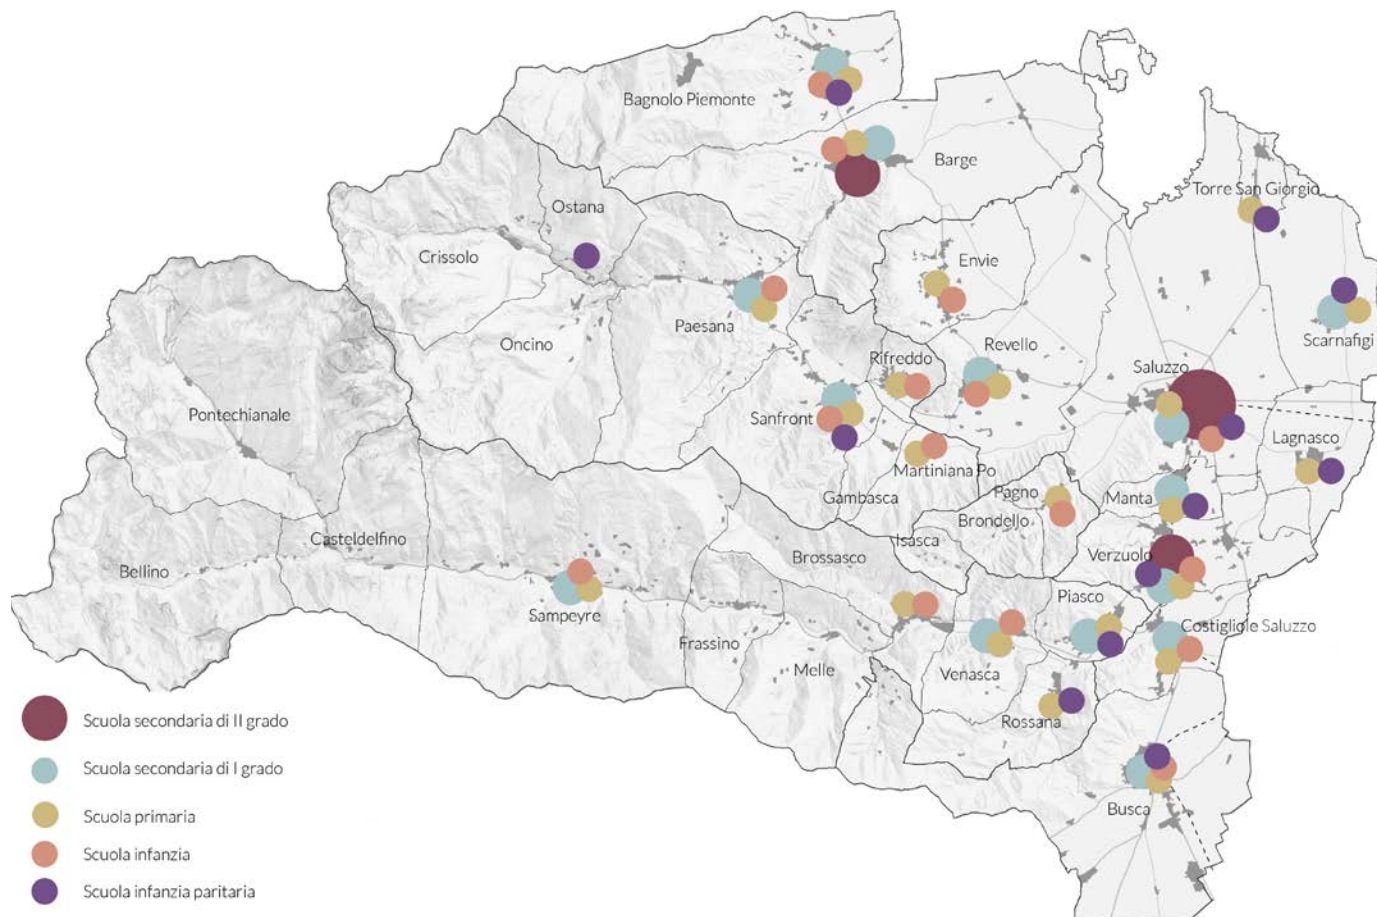 Bagnolo Piemonte
Barge
Torre San Giorgio
Ostana
Crissolo
Envie
Paesana
Oncino
Rifreddo
Revello
Scarnafigi
Saluzzo
Pontechianale
Sanfront
Lagnasco
Martiniana Po
Gambasca
Pagno
Manta
Brondello
Isasca
Casteldelfino
Brossasco
Verzuolo
Bellino
Piasco
Sampeyre
Costigliole Saluzzo
Frassino
Melle
Venasca
Rossana
Busca
Scuola secondaria di II grado
Scuola secondaria di I grado
Scuola primaria
Scuola infanzia
Scuola infanzia paritaria